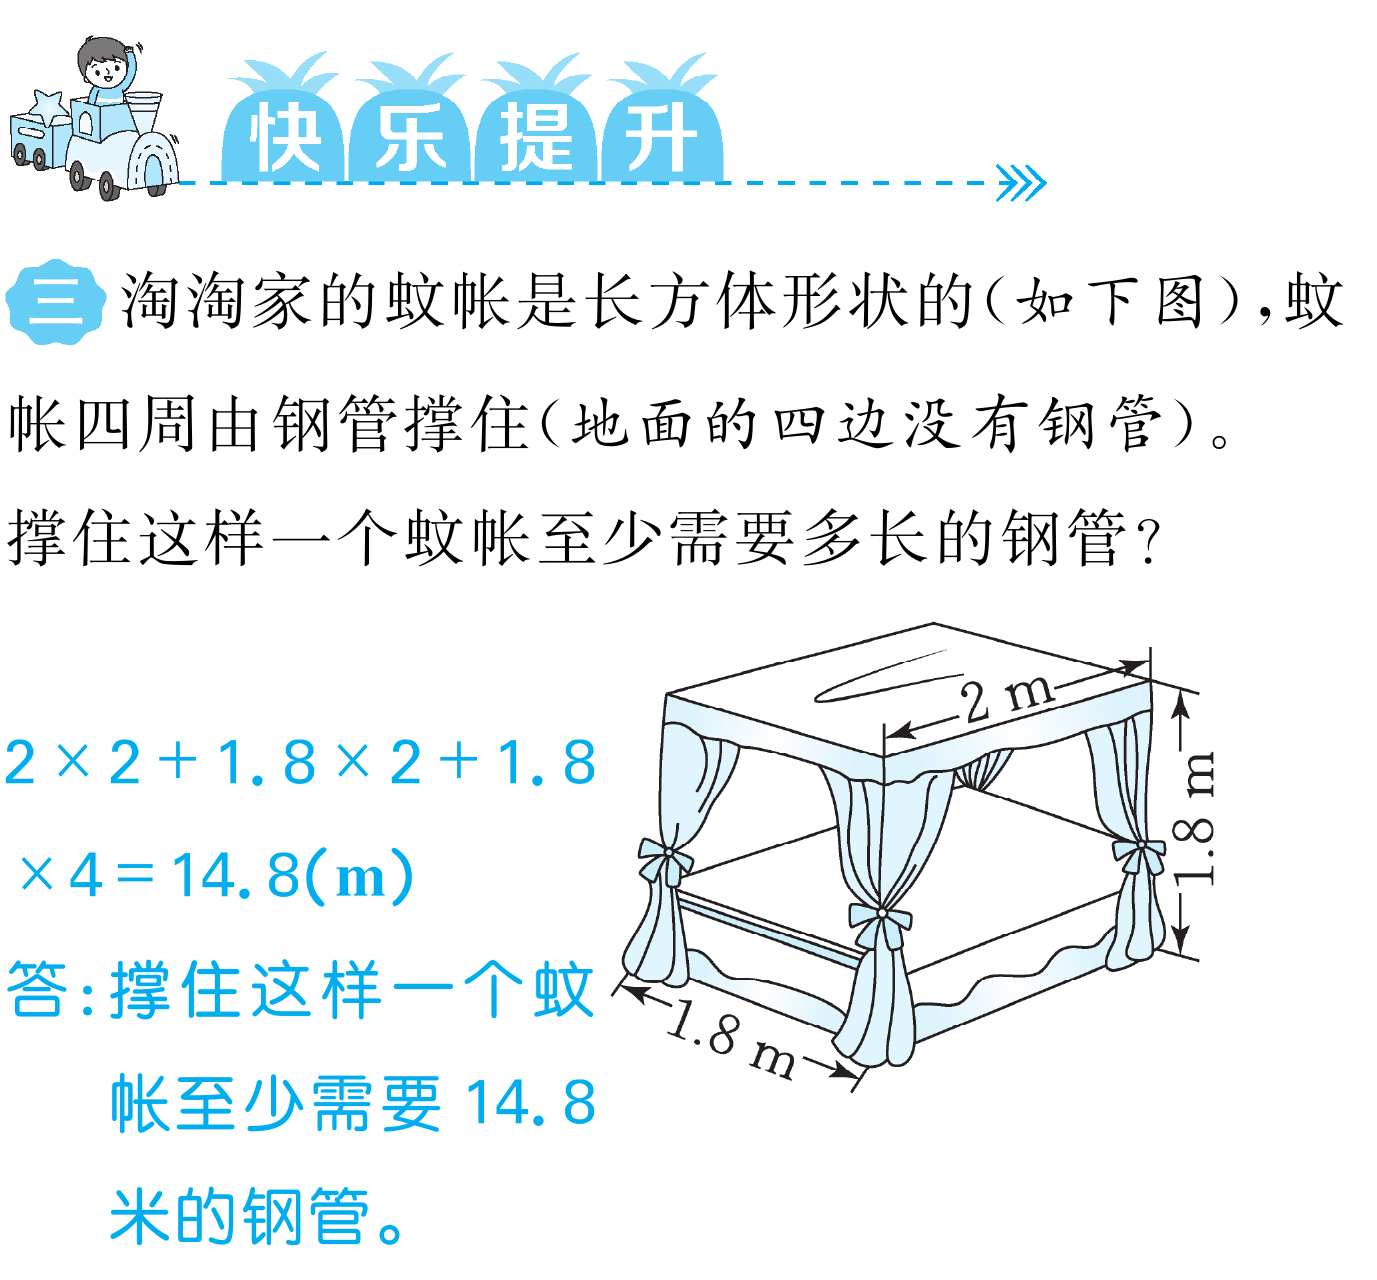 快乐提升
三 淘淘家的蚊帐是长方体形状的(如下图),蚊
帐四周由钢管撑住(地面的四边没有钢管)。
撑住这样一个蚊帐至少需要多长的钢管?
2×2+1.8×2+1.8
×4=14.8(m)
答:撑住这样一个蚊
帐至少需要 14.8
米的钢管。
2 m
1.8 m
1.8 m